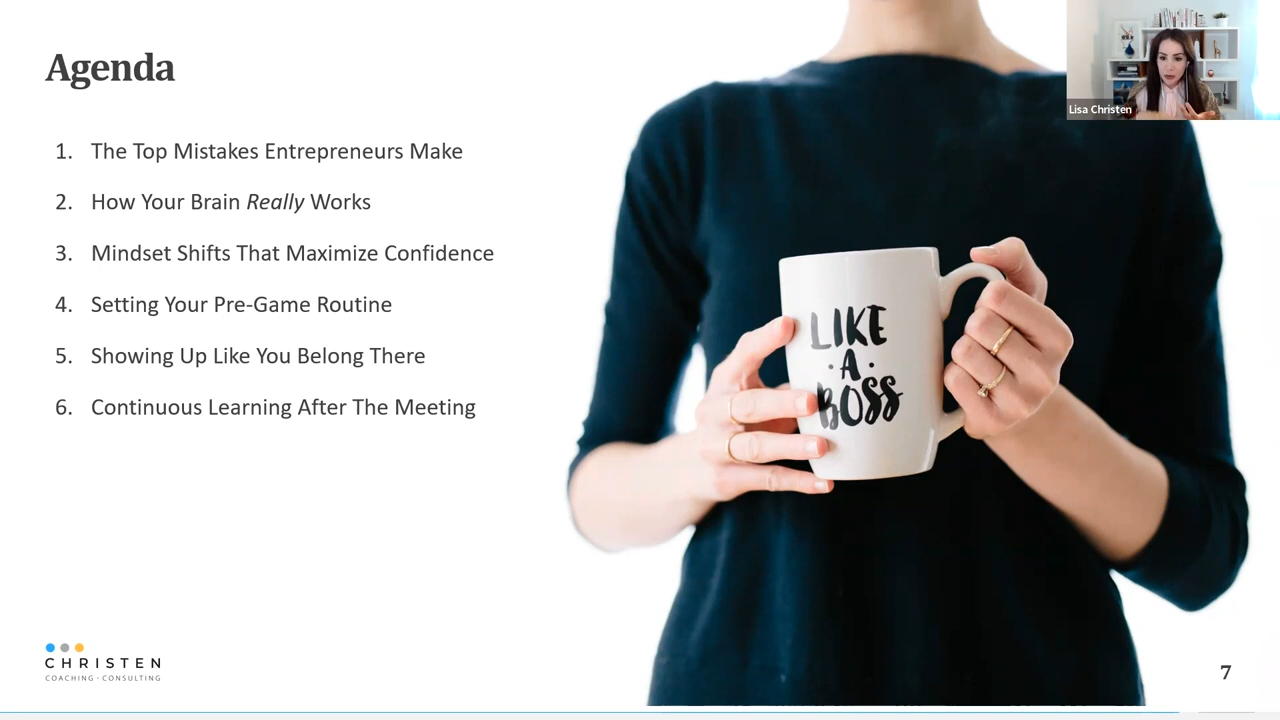 Agenda
1. The Top Mistakes Entrepreneurs Make
2. How Your Brain Really Works
3. Mindset Shifts That Maximize Confidence
4. Setting Your Pre-Game Routine
5. Showing Up Like You Belong There
6. Continuous Learning After The Meeting
Lisa Christen
LIKE
·A·
BOSS
CHRISTEN
COACHING·CONSULTING
7